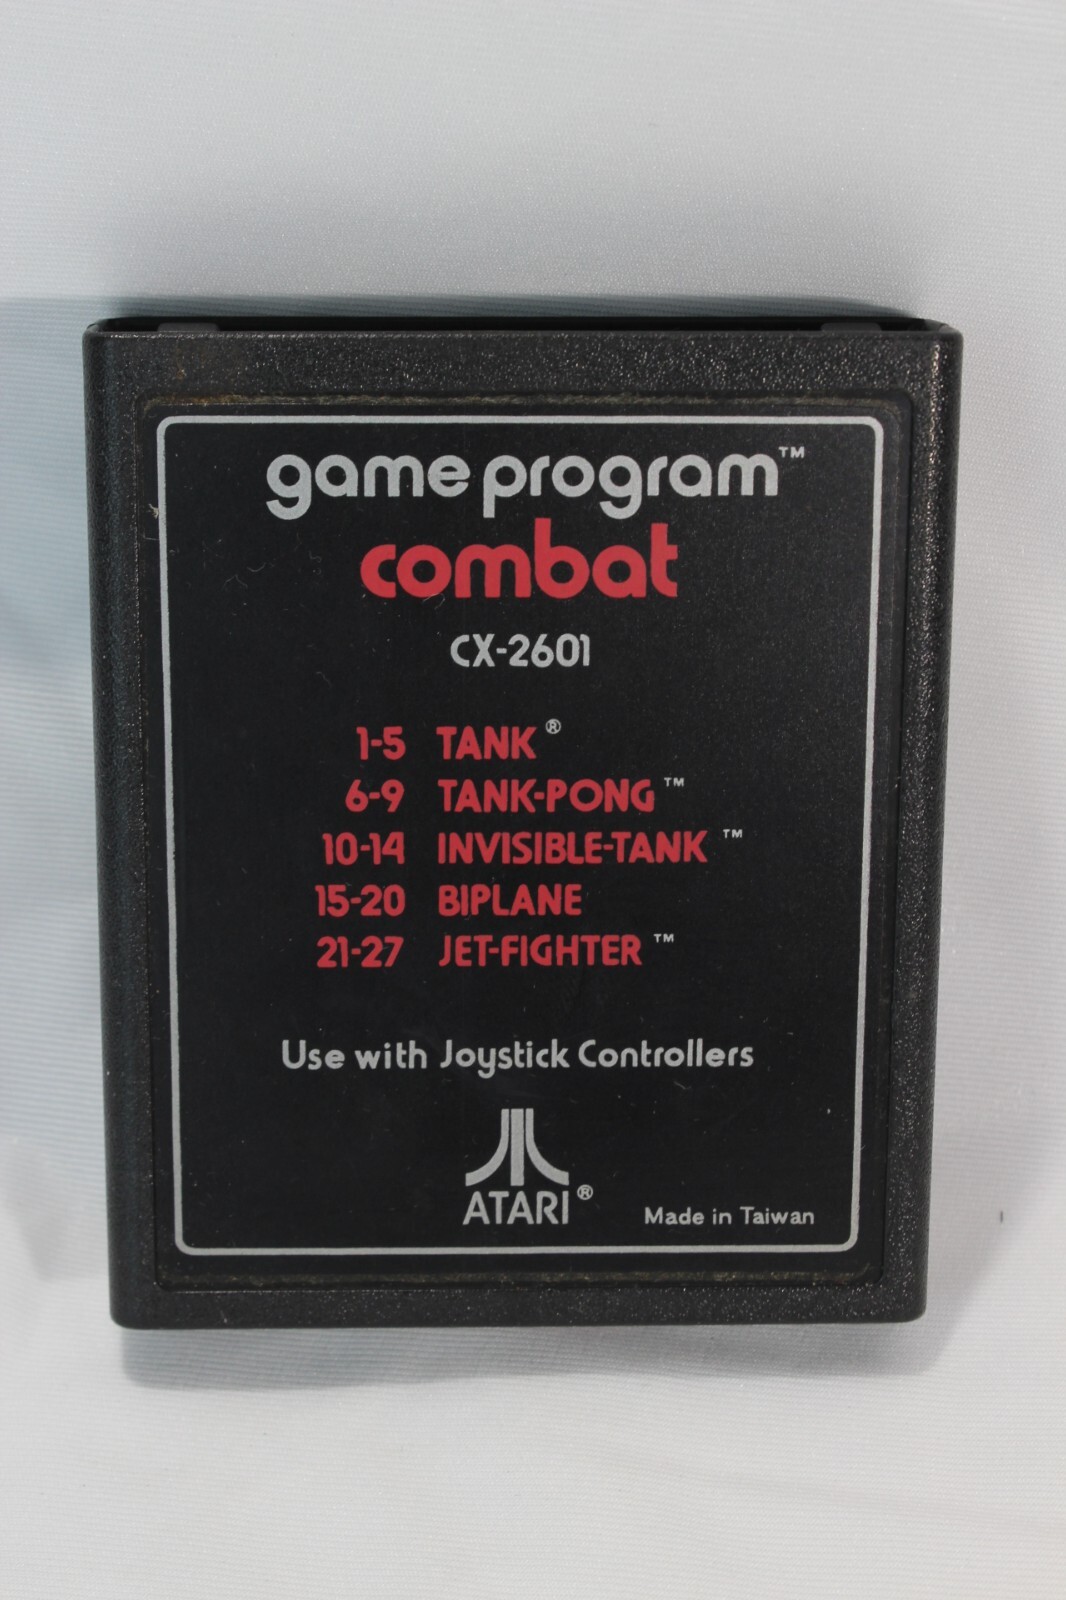 game program™
combat
CX-2601
1-5 TANK®
6-9 TANK-PONG™
10-14 INVISIBLE-TANK™
15-20 BIPLANE
21-27 JET-FIGHTER™
Use with Joystick Controllers
ATARI®
Made in Taiwan